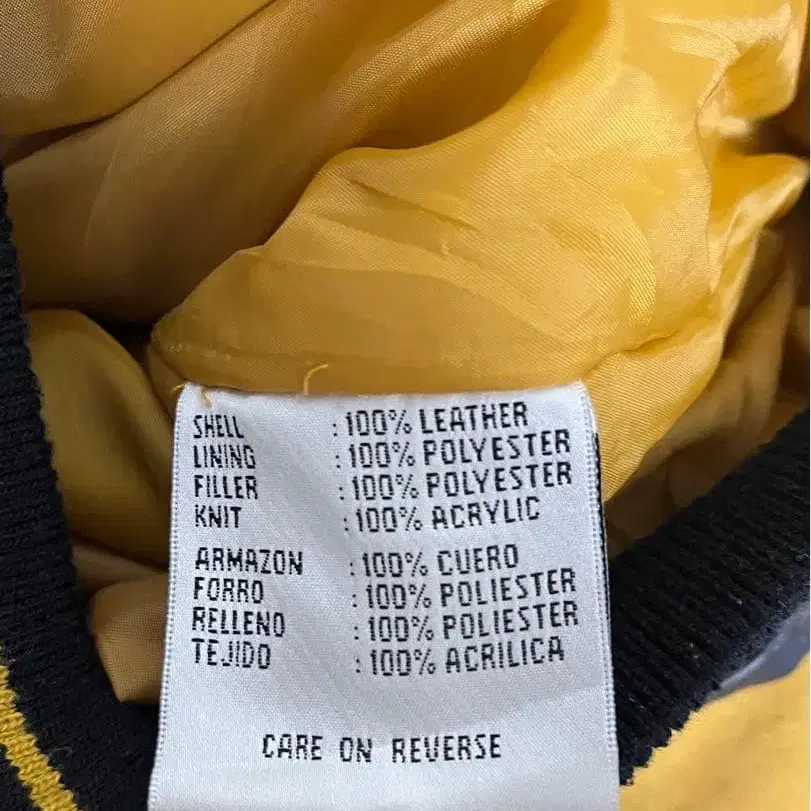 SHELL : 100% LEATHER
LINING : 100% POLYESTER
FILLER : 100% POLYESTER
KNIT : 100% ACRYLIC
ARMAZON : 100% CUERO
FORRO : 100% POLIESTER
RELLENO : 100% POLIESTER
TEJIDO : 100% ACRILICA
CARE ON REVERSE